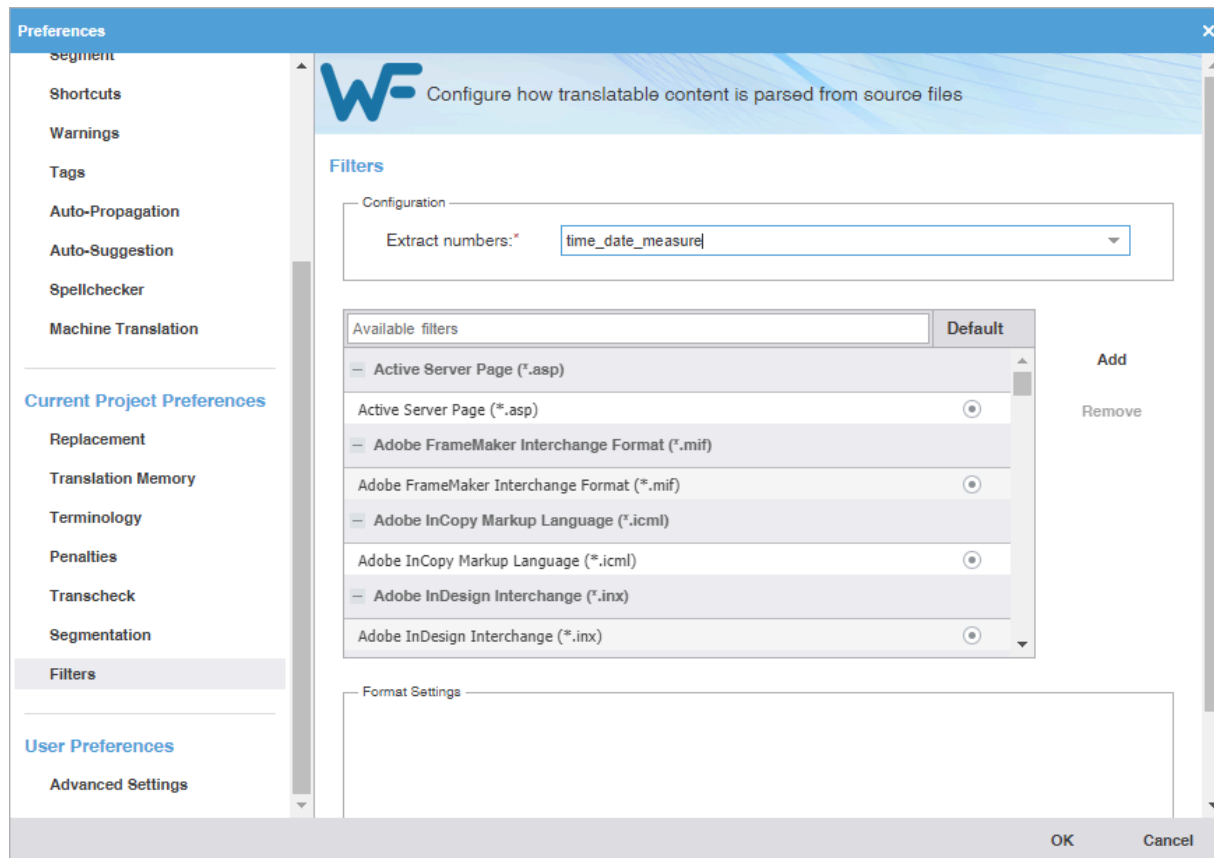 Preferences
Segment
Shortcuts
Warnings
Tags
Auto-Propagation
Auto-Suggestion
Spellchecker
Machine Translation
Current Project Preferences
Replacement
Translation Memory
Terminology
Penalties
Transcheck
Segmentation
Filters
User Preferences
Advanced Settings
WF
Configure how translatable content is parsed from source files
Filters
Configuration
Extract numbers:* time_date_measure
Available filters Default
Active Server Page (*.asp)
Active Server Page (*.asp)
Adobe FrameMaker Interchange Format (*.mif)
Adobe FrameMaker Interchange Format (*.mif)
Adobe InCopy Markup Language (*.icml)
Adobe InCopy Markup Language (*.icml)
Adobe InDesign Interchange (*.inx)
Adobe InDesign Interchange (*.inx)
Add
Remove
Format Settings
OK Cancel